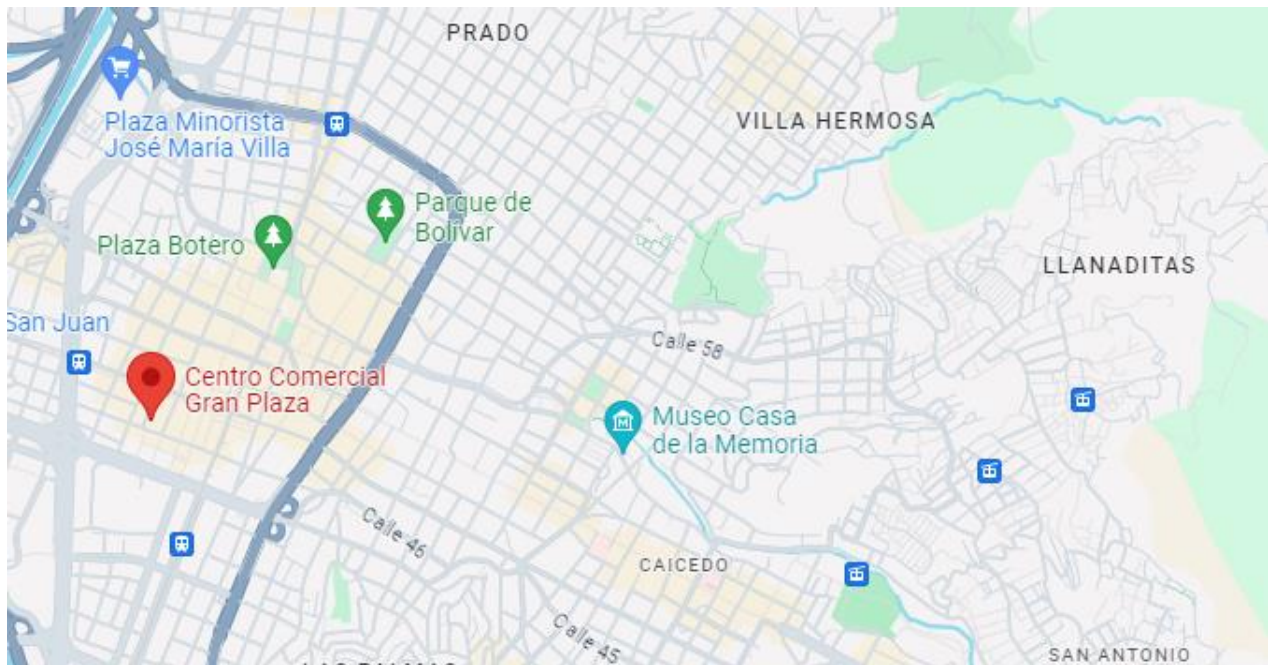 PRADO
Plaza Minorista
José María Villa
VILLA HERMOSA
Parque de
Bolívar
Plaza Botero
LLANADITAS
San Juan
Calle 58
Centro Comercial
Gran Plaza
Museo Casa
de la Memoria
Calle 46
CAICEDO
Calle 45
SAN ANTONIO